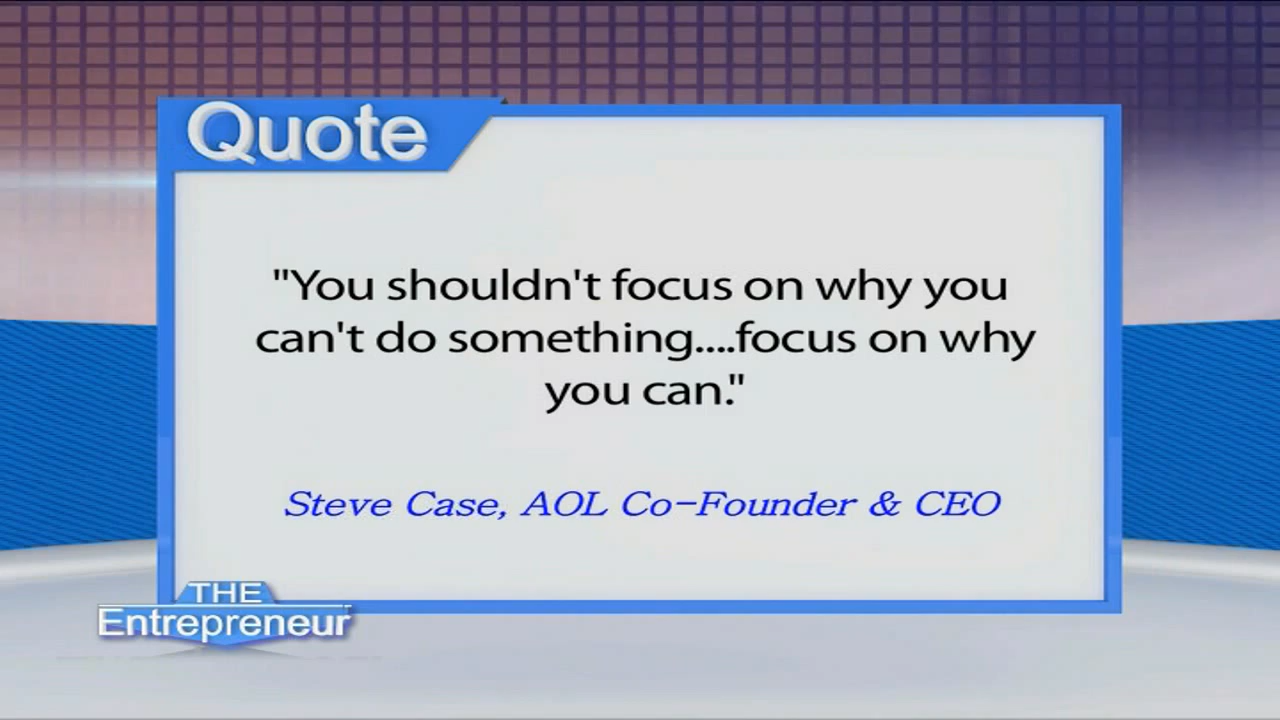 Quote
"You shouldn't focus on why you
can't do something....focus on why
you can."
Steve Case, AOL Co-Founder & CEO
THE
Entrepreneur